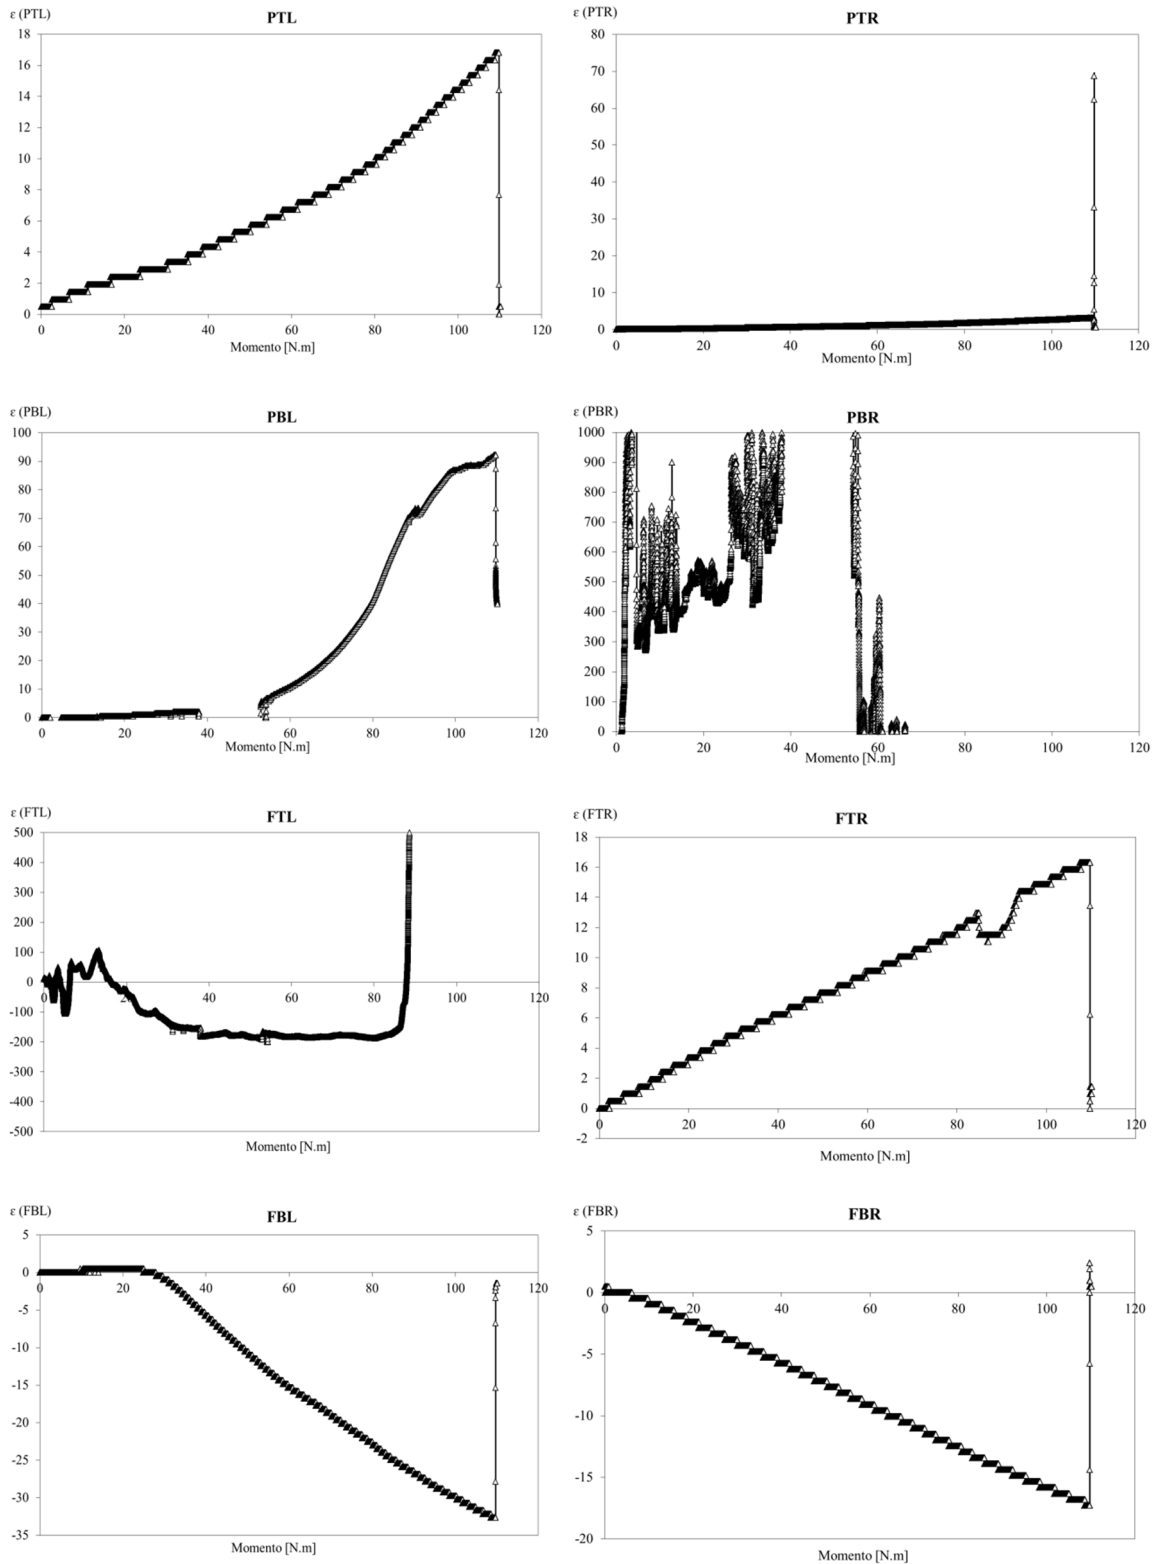 ε (PTL)
PTL
18
16
14
12
10
8
6
4
2
0
0 20 40 60 80 100 120
Momento [N.m]
ε (PTR)
PTR
80
70
60
50
40
30
20
10
0
0 20 40 60 80 100 120
Momento [N.m]
ε (PBL)
PBL
100
90
80
70
60
50
40
30
20
10
0
0 20 40 60 80 100 120
Momento [N.m]
ε (PBR)
PBR
1000
900
800
700
600
500
400
300
200
100
0
0 20 40 60 80 100 120
Momento [N.m]
ε (FTL)
FTL
500
400
300
200
100
0
-100
-200
-300
-400
-500
0 20 40 60 80 100 120
Momento [N.m]
ε (FTR)
FTR
18
16
14
12
10
8
6
4
2
0
-2
0 20 40 60 80 100 120
Momento [N.m]
ε (FBL)
FBL
5
0
-5
-10
-15
-20
-25
-30
-35
0 20 40 60 80 100 120
Momento [N.m]
ε (FBR)
FBR
5
0
-5
-10
-15
-20
0 20 40 60 80 100 120
Momento [N.m]